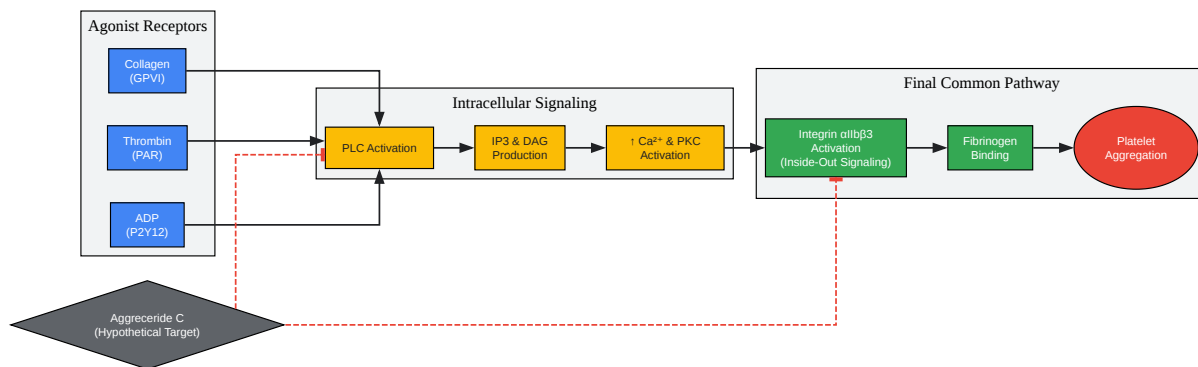 Agonist Receptors
Collagen
(GPVI)
Thrombin
(PAR)
ADP
(P2Y12)
Intracellular Signaling
PLC Activation
IP3 & DAG
Production
↑ Ca²⁺ & PKC
Activation
Final Common Pathway
Integrin αIIbβ3
Activation
(Inside-Out Signaling)
Fibrinogen
Binding
Platelet
Aggregation
Aggreceride C
(Hypothetical Target)